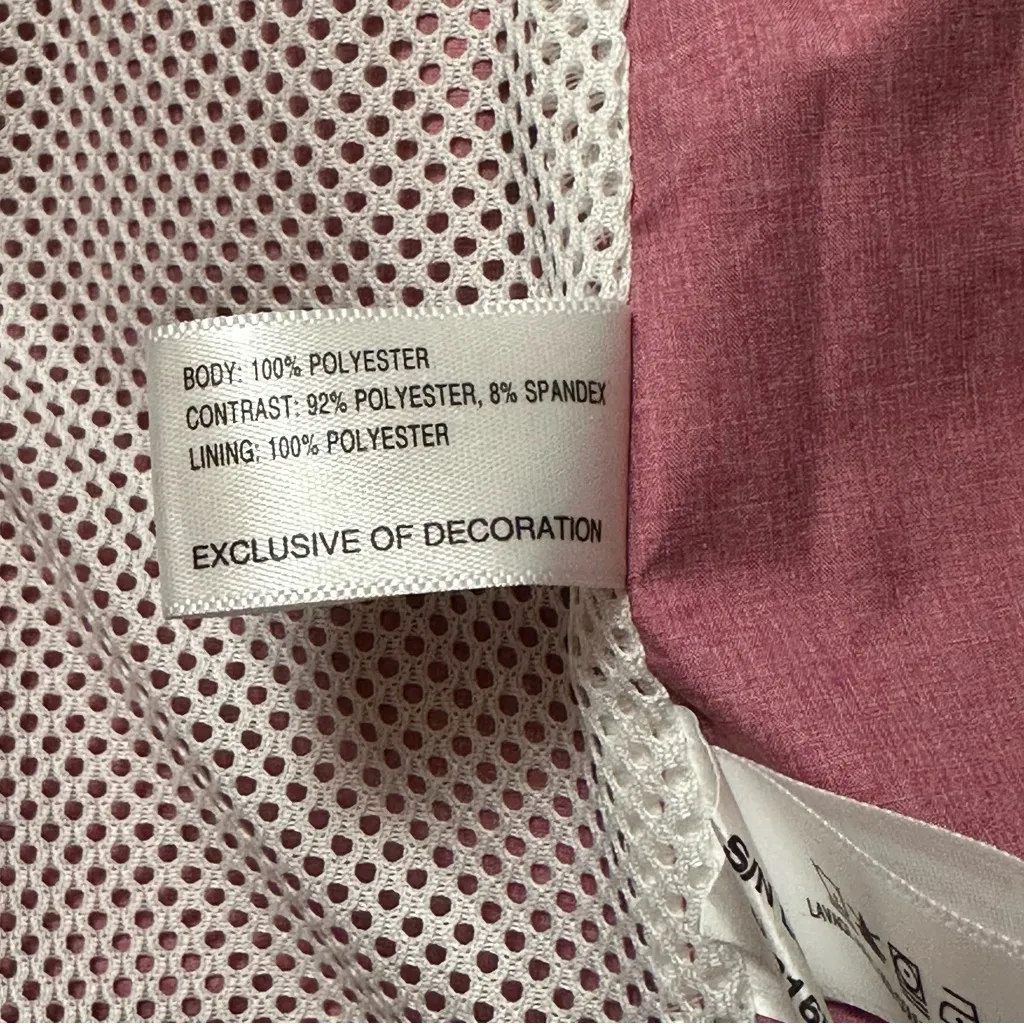 BODY: 100% POLYESTER
CONTRAST: 92% POLYESTER, 8% SPANDEX
LINING: 100% POLYESTER
EXCLUSIVE OF DECORATION
S/N